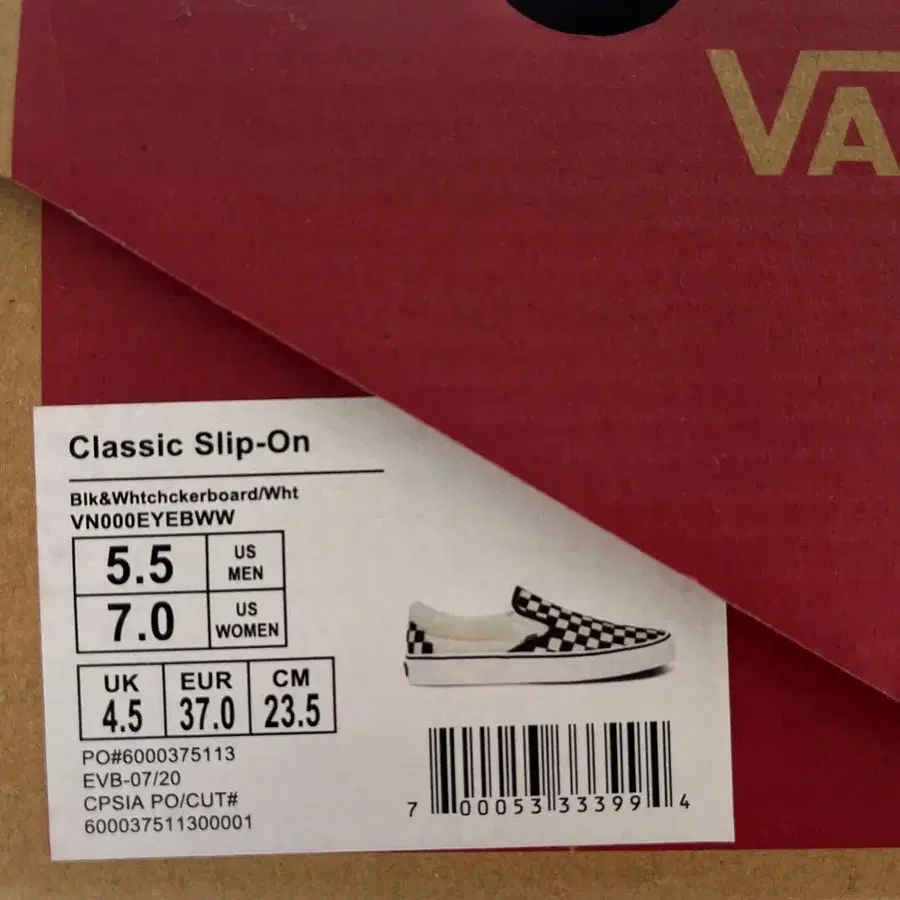 VA
Classic Slip-On
Blk&Whtchckerboard/Wht
VN000EYEBWW
5.5 US MEN
7.0 US WOMEN
UK EUR CM
4.5 37.0 23.5
PO#6000375113
EVB-07/20
CPSIA PO/CUT#
600037511300001
7 00053 33399 4